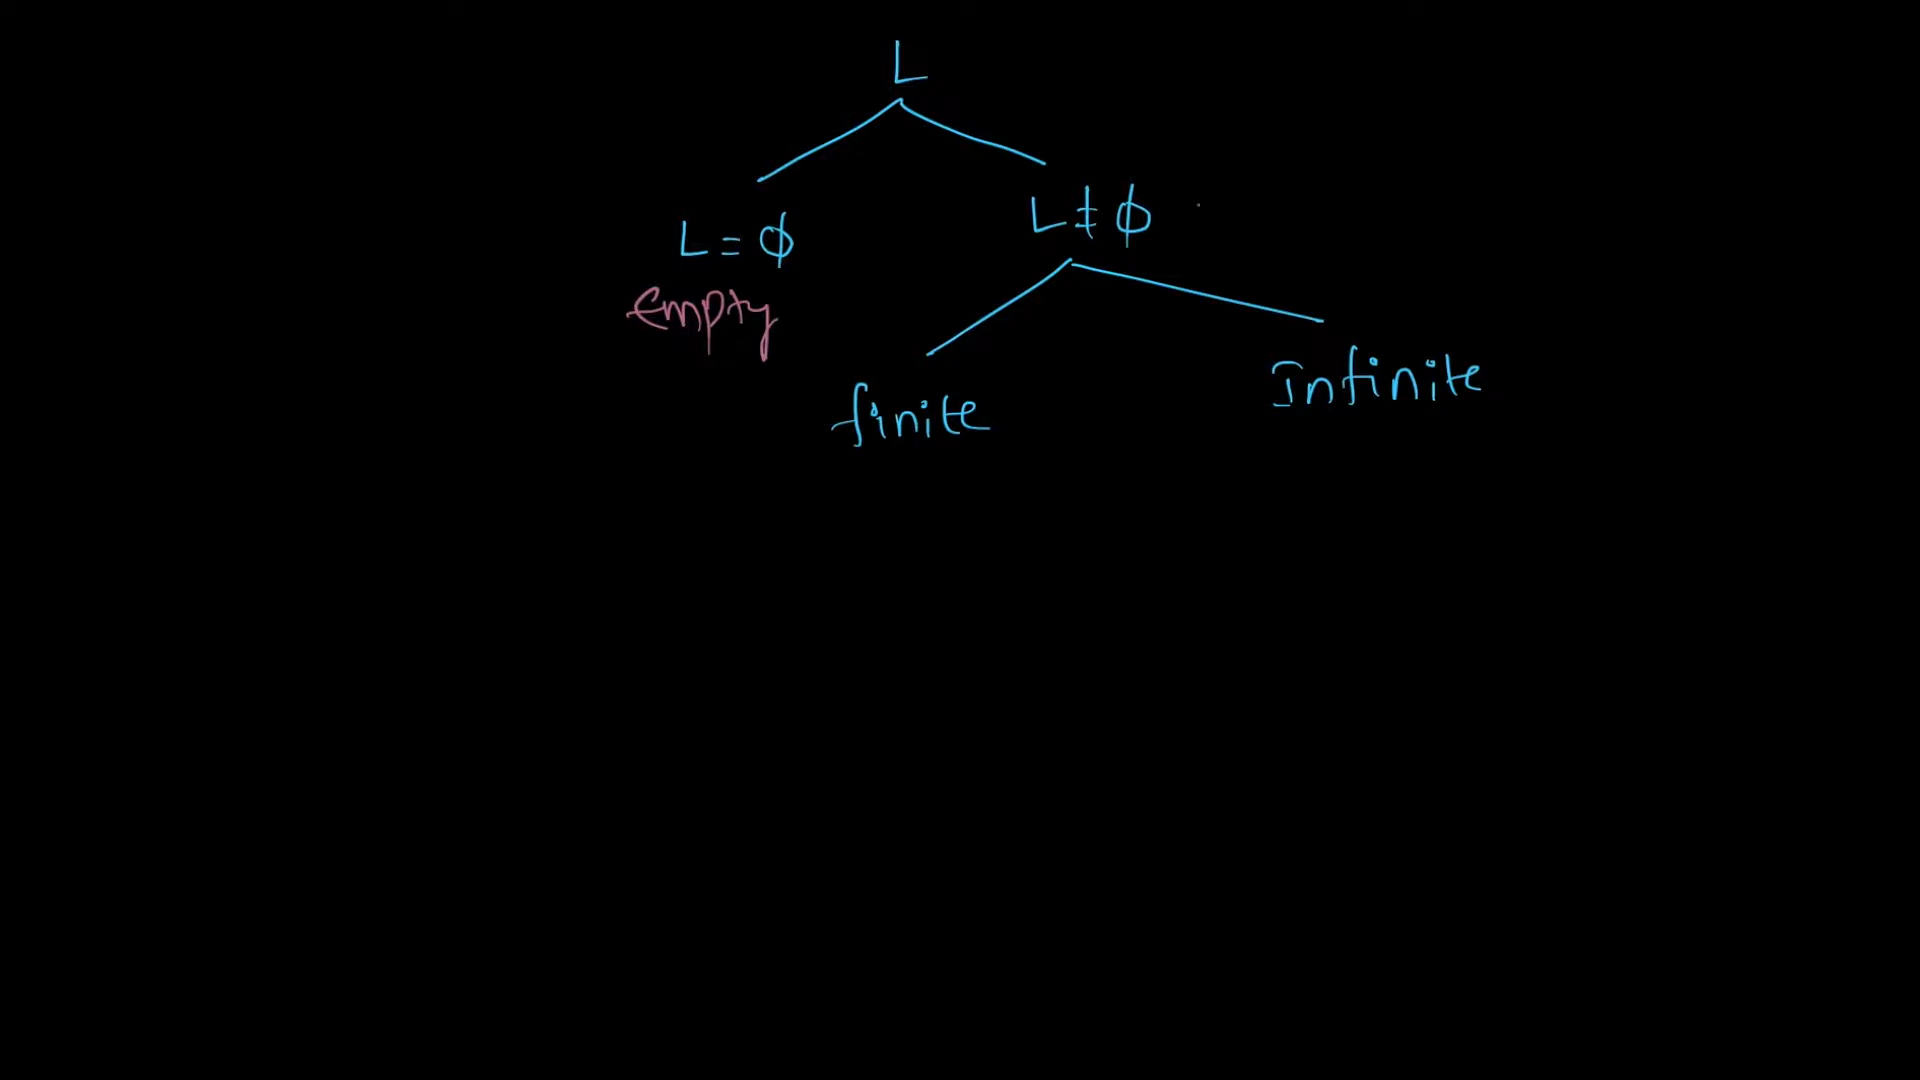 L
L = ϕ
L ≠ ϕ
empty
finite
Infinite